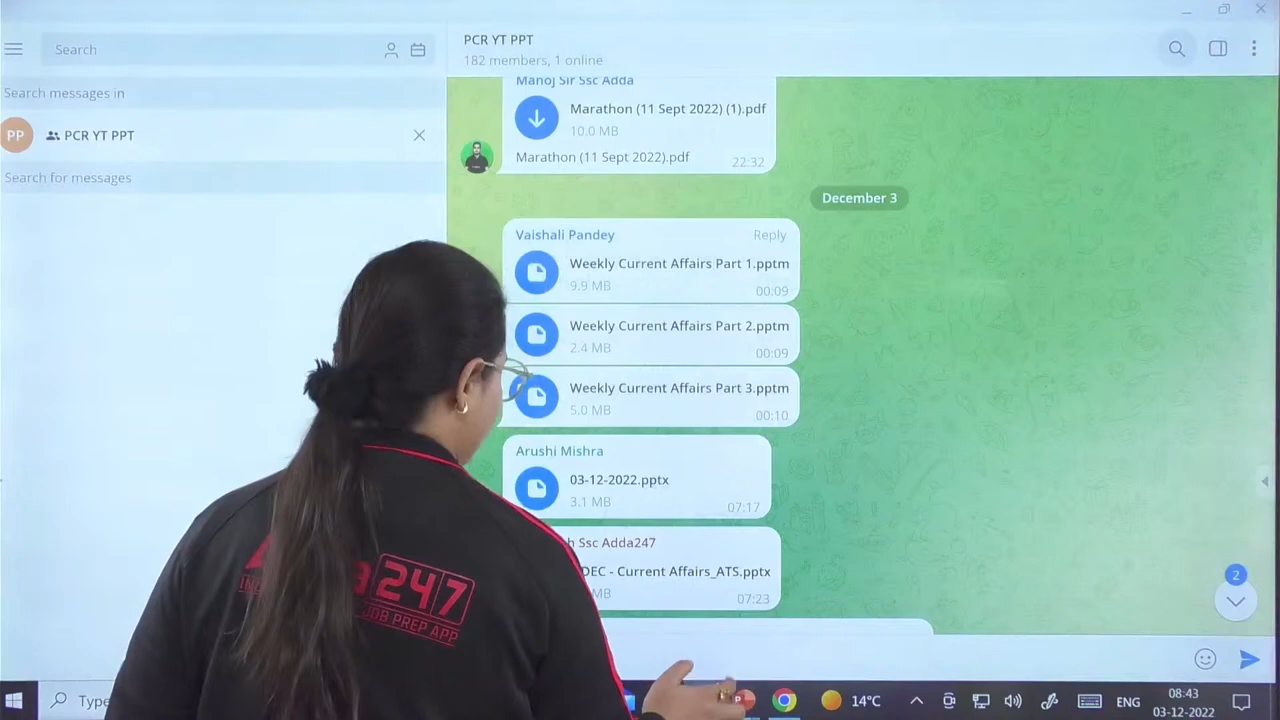 Search
Search messages in
PP
PCR YT PPT
Search for messages
PCR YT PPT
182 members, 1 online
Manoj Sir Ssc Adda
Marathon (11 Sept 2022) (1).pdf
10.0 MB
Marathon (11 Sept 2022).pdf
22:32
December 3
Vaishali Pandey
Reply
Weekly Current Affairs Part 1.pptm
9.9 MB
00:09
Weekly Current Affairs Part 2.pptm
2.4 MB
00:09
Weekly Current Affairs Part 3.pptm
5.0 MB
00:10
Arushi Mishra
03-12-2022.pptx
3.1 MB
07:17
h Ssc Adda247
DEC - Current Affairs_ATS.pptx
MB
07:23
2
247
JOB PREP APP
Type
14°C
ENG
08:43
03-12-2022